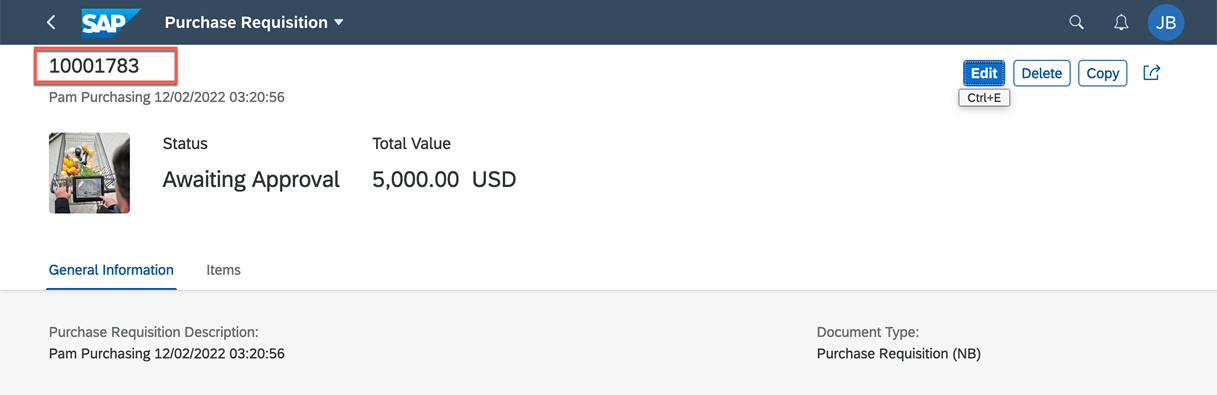 SAP Purchase Requisition JB
10001783
Edit Delete Copy
Pam Purchasing 12/02/2022 03:20:56
Ctrl+E
Status Total Value
Awaiting Approval 5,000.00 USD
General Information Items
Purchase Requisition Description: Document Type:
Pam Purchasing 12/02/2022 03:20:56 Purchase Requisition (NB)